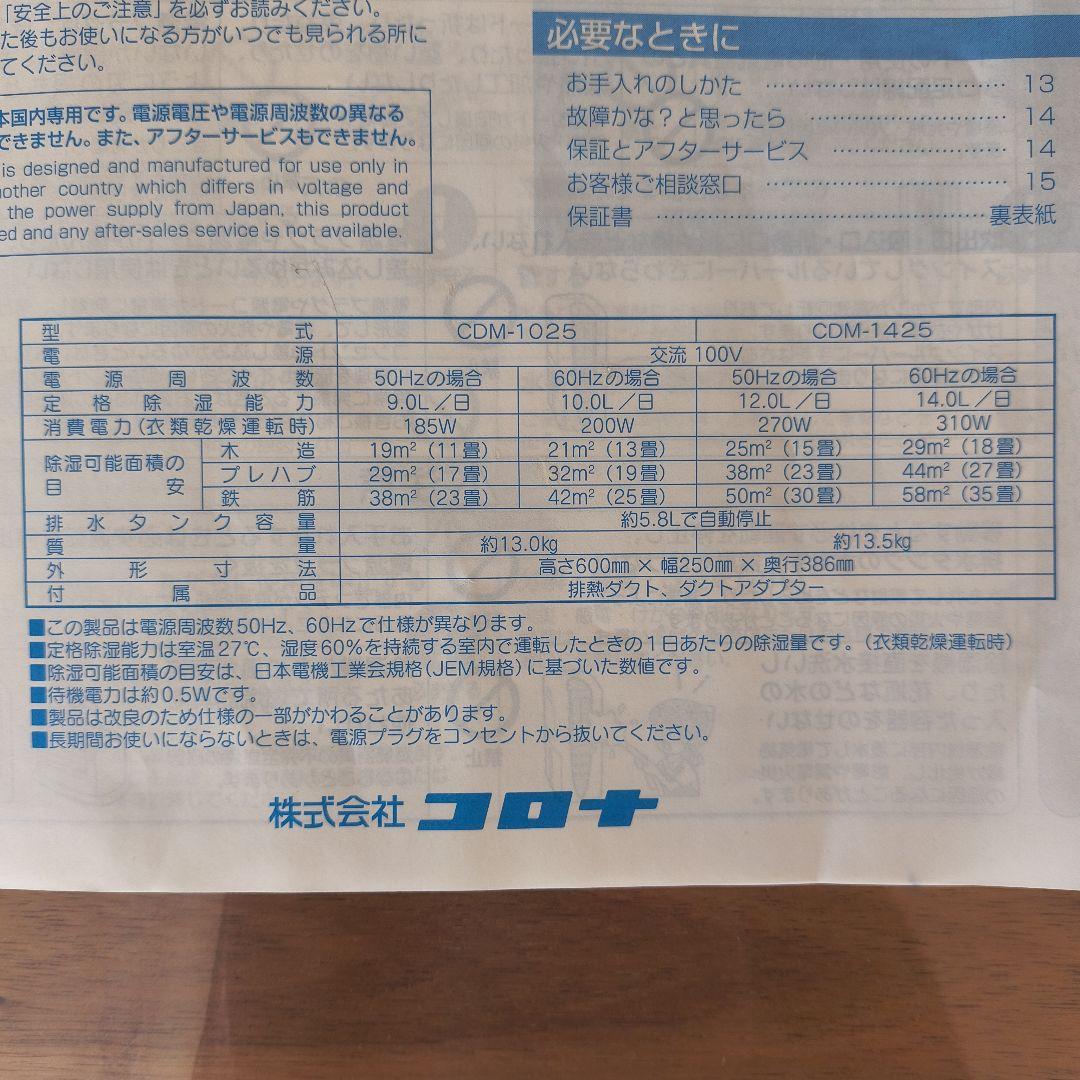 「安全上のご注意」を必ずお読みください。
た後もお使いになる方がいつでも見られる所に
てください。
本国内専用です。電源電圧や電源周波数の異なる
できません。また、アフターサービスもできません。
is designed and manufactured for use only in
nother country which differs in voltage and
the power supply from Japan, this product
ed and any after-sales service is not available.
必要なときに
お手入れのしかた ………………………… 13
故障かな？と思ったら ………………… 14
保証とアフターサービス ……………… 14
お客様ご相談窓口 ……………………… 15
保証書 ………………………………… 裏表紙
型式 CDM-1025 CDM-1425
電源 交流 100V
電源周波数 50Hzの場合 60Hzの場合 50Hzの場合 60Hzの場合
定格除湿能力 9.0L／日 10.0L／日 12.0L／日 14.0L／日
消費電力(衣類乾燥運転時) 185W 200W 270W 310W
除湿可能面積の目安 木造 19m²（11畳） 21m²（13畳） 25m²（15畳） 29m²（18畳）
プレハブ 29m²（17畳） 32m²（19畳） 38m²（23畳） 44m²（27畳）
鉄筋 38m²（23畳） 42m²（25畳） 50m²（30畳） 58m²（35畳）
排水タンク容量 約5.8Lで自動停止
質量 約13.0kg 約13.5kg
外形寸法 高さ600mm × 幅250mm × 奥行386mm
付属品 排熱ダクト、ダクトアダプター
■この製品は電源周波数50Hz、60Hzで仕様が異なります。
■定格除湿能力は室温27℃、湿度60%を持続する室内で運転したときの1日あたりの除湿量です。（衣類乾燥運転時）
■除湿可能面積の目安は、日本電機工業会規格(JEM規格)に基づいた数値です。
■待機電力は約0.5Wです。
■製品は改良のため仕様の一部がかわることがあります。
■長期間お使いにならないときは、電源プラグをコンセントから抜いてください。
株式会社 コロナ